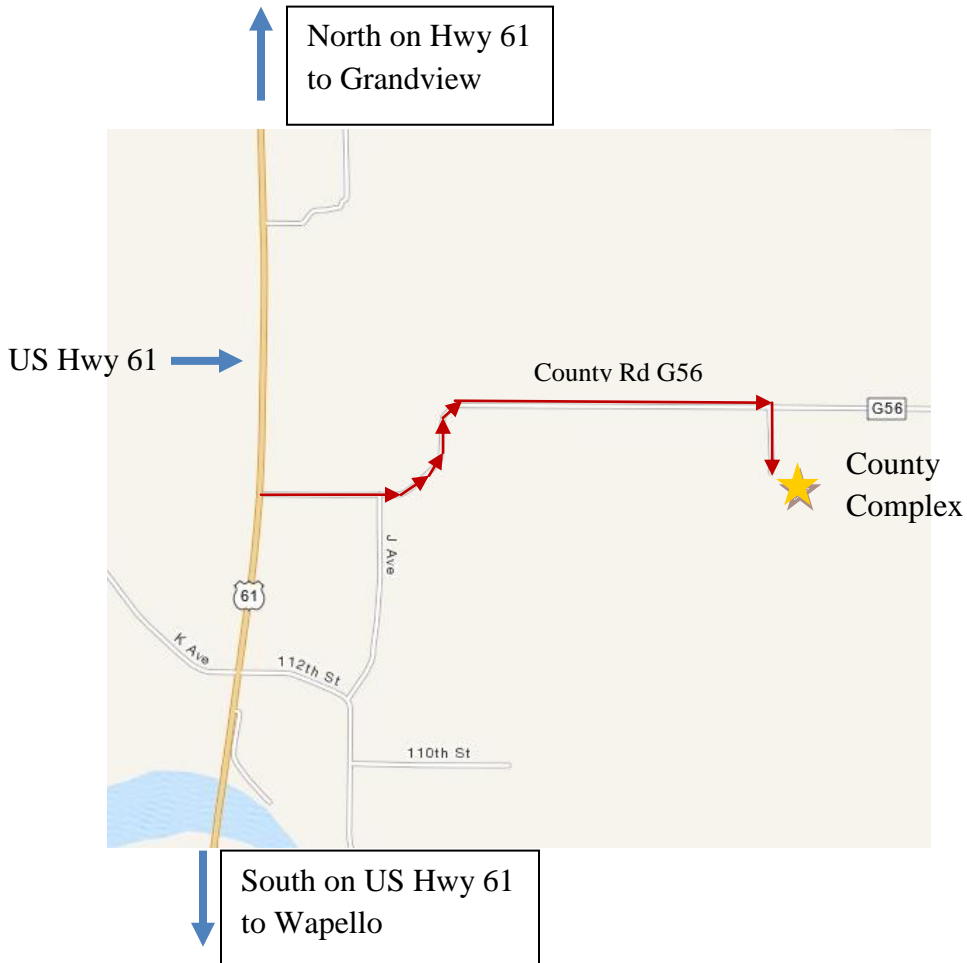 North on Hwy 61
to Grandview
US Hwy 61
County Rd G56
G56
County
Complex
J Ave
61
K Ave
112th St
110th St
South on US Hwy 61
to Wapello